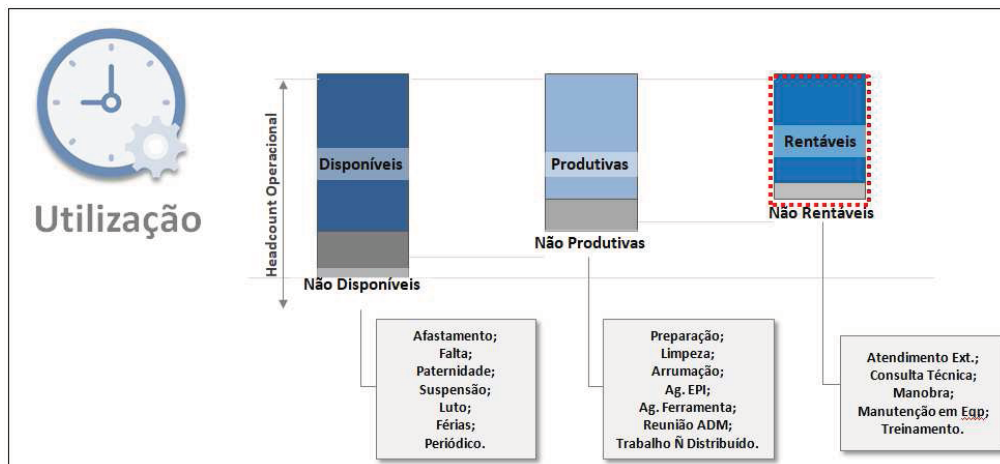 Utilização
Headcount Operacional
Disponíveis
Não Disponíveis
Produtivas
Não Produtivas
Rentáveis
Não Rentáveis
Afastamento;
Falta;
Paternidade;
Suspensão;
Luto;
Férias;
Periódico.
Preparação;
Limpeza;
Arrumação;
Ag. EPI;
Ag. Ferramenta;
Reunião ADM;
Trabalho Ñ Distribuído.
Atendimento Ext.;
Consulta Técnica;
Manobra;
Manutenção em Eqp;
Treinamento.